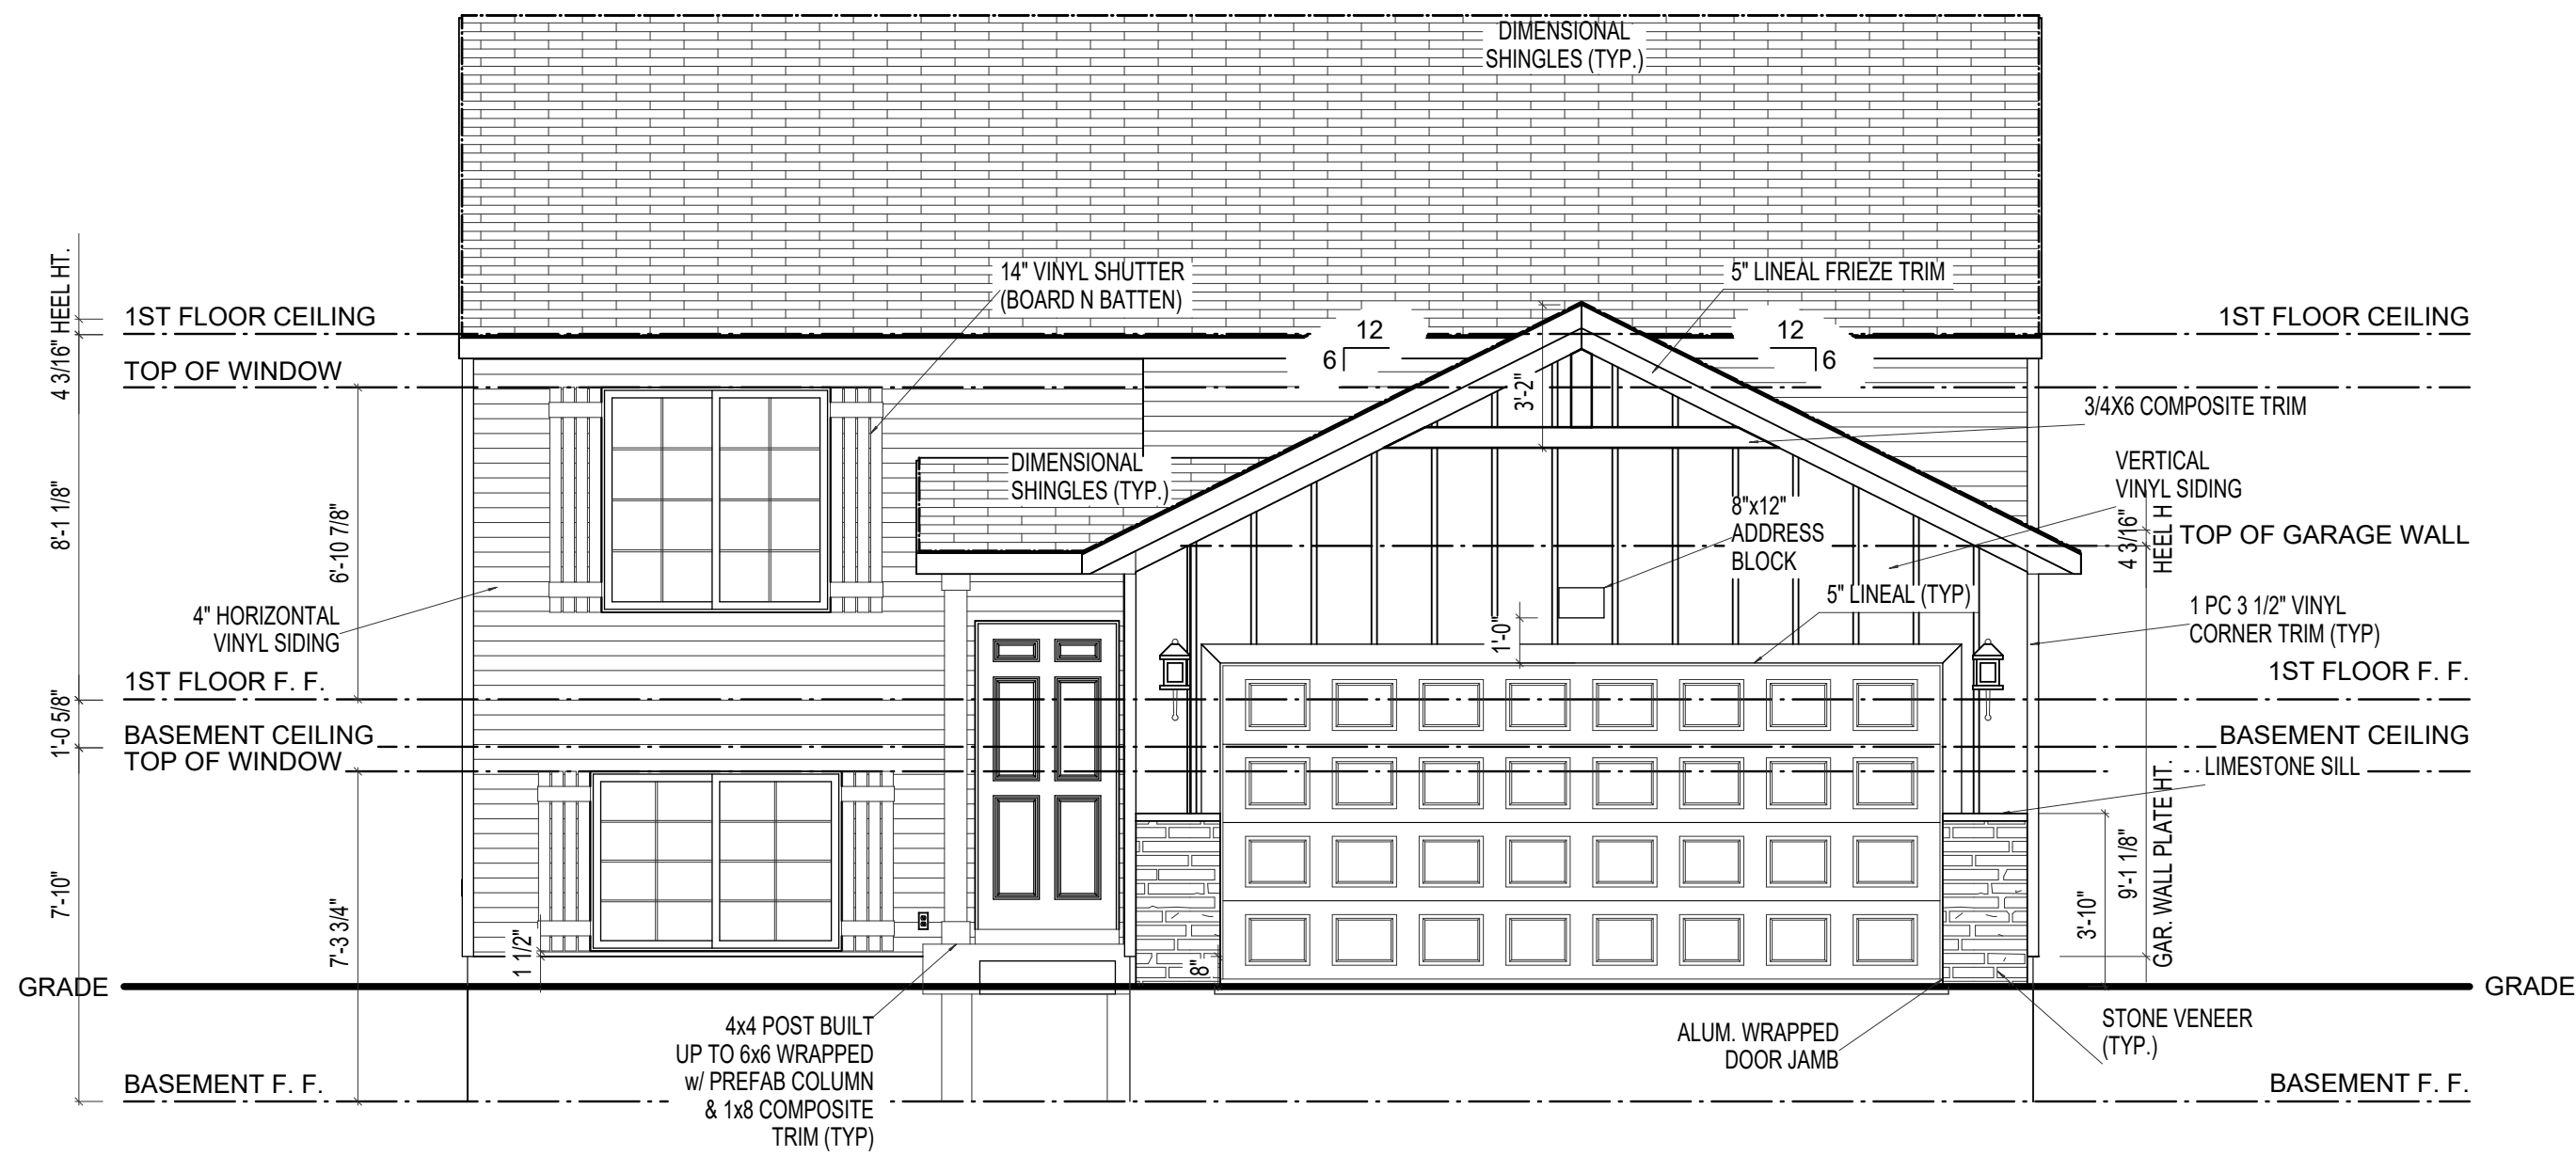 DIMENSIONAL
SHINGLES (TYP.)
14" VINYL SHUTTER
(BOARD N BATTEN)
5" LINEAL FRIEZE TRIM
4 3/16" HEEL HT.
1ST FLOOR CEILING
1ST FLOOR CEILING
12
6
12
6
TOP OF WINDOW
3'-2"
3/4X6 COMPOSITE TRIM
DIMENSIONAL
SHINGLES (TYP.)
VERTICAL
VINYL SIDING
8'-1 1/8"
6'-10 7/8"
8"x12"
ADDRESS
BLOCK
4 3/16"
HEEL H
TOP OF GARAGE WALL
5" LINEAL (TYP)
4" HORIZONTAL
VINYL SIDING
1 PC 3 1/2" VINYL
CORNER TRIM (TYP)
1'-0"
1ST FLOOR F. F.
1ST FLOOR F. F.
1'-0 5/8"
BASEMENT CEILING
BASEMENT CEILING
TOP OF WINDOW
LIMESTONE SILL
7'-10"
7'-3 3/4"
1 1/2"
8"
3'-10"
9'-1 1/8"
GAR. WALL PLATE HT.
GRADE
GRADE
4x4 POST BUILT
UP TO 6x6 WRAPPED
w/ PREFAB COLUMN
& 1x8 COMPOSITE
TRIM (TYP)
ALUM. WRAPPED
DOOR JAMB
STONE VENEER
(TYP.)
BASEMENT F. F.
BASEMENT F. F.